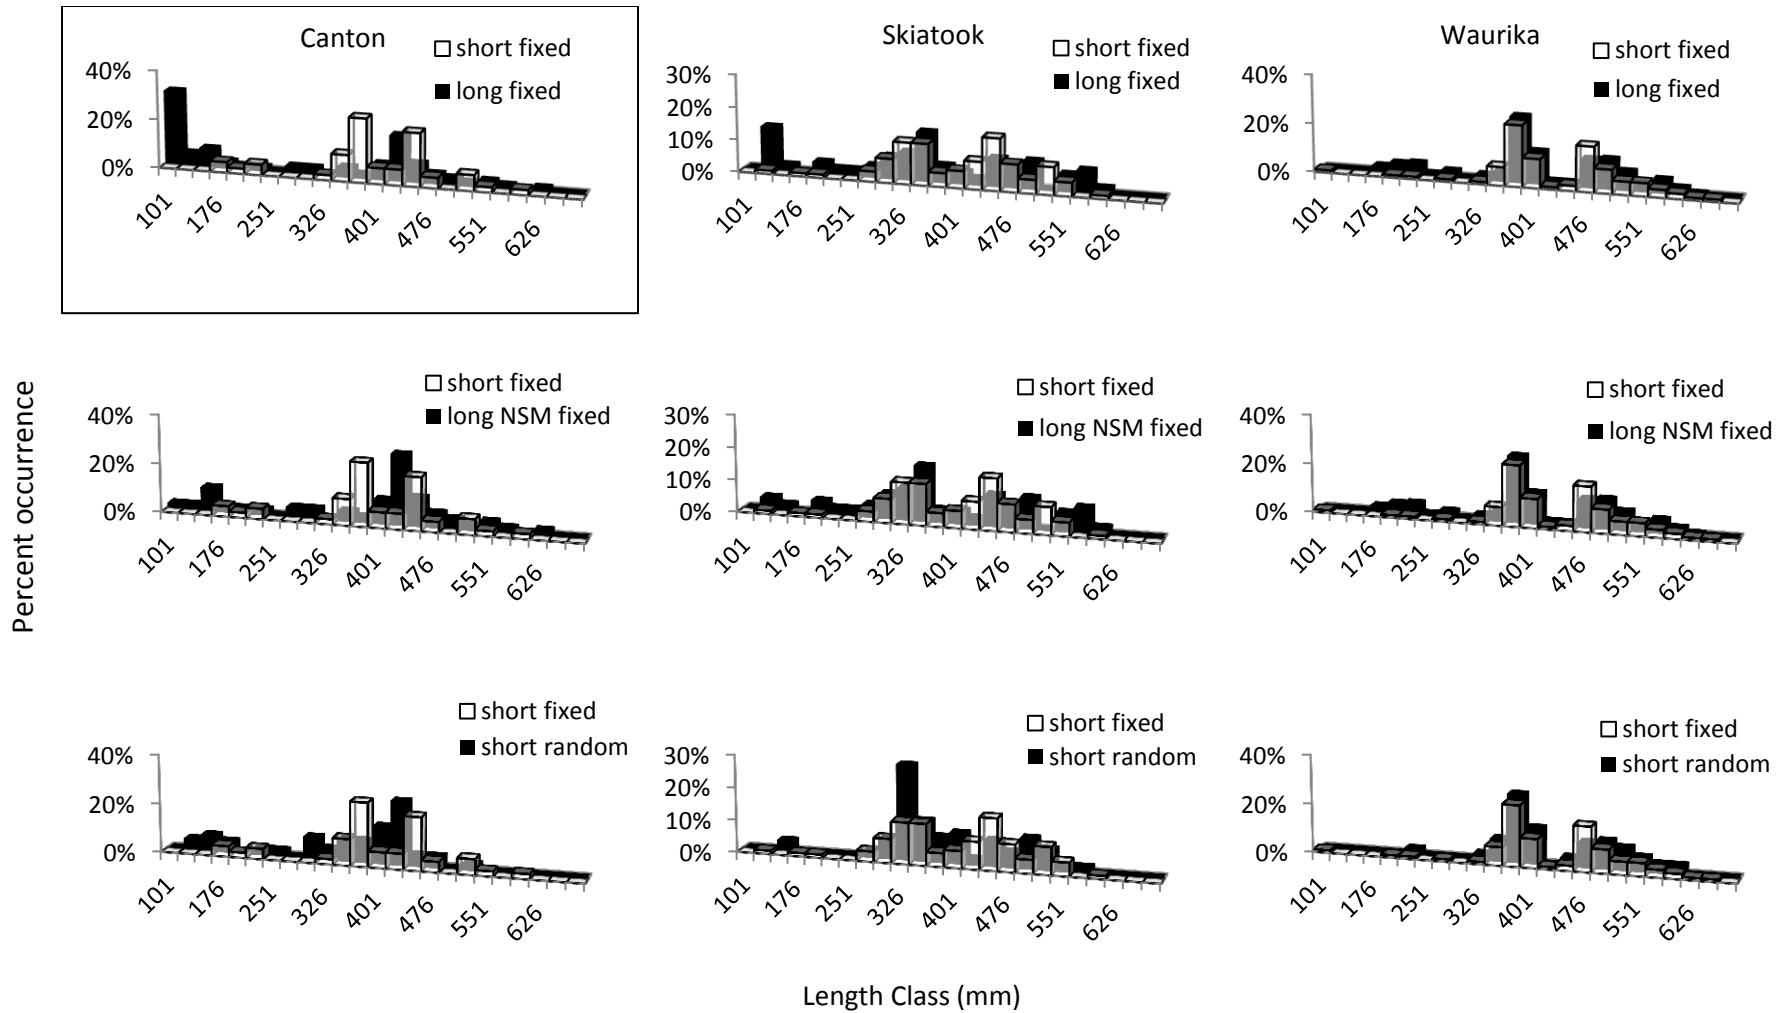 Canton
short fixed
long fixed
40%
20%
0%
101 176 251 326 401 476 551 626
Skiatook
short fixed
long fixed
30%
20%
10%
0%
101 176 251 326 401 476 551 626
Waurika
short fixed
long fixed
40%
20%
0%
101 176 251 326 401 476 551 626
Percent occurrence
short fixed
long NSM fixed
40%
20%
0%
101 176 251 326 401 476 551 626
short fixed
long NSM fixed
30%
20%
10%
0%
101 176 251 326 401 476 551 626
short fixed
long NSM fixed
40%
20%
0%
101 176 251 326 401 476 551 626
short fixed
short random
40%
20%
0%
101 176 251 326 401 476 551 626
short fixed
short random
30%
20%
10%
0%
101 176 251 326 401 476 551 626
short fixed
short random
40%
20%
0%
101 176 251 326 401 476 551 626
Length Class (mm)